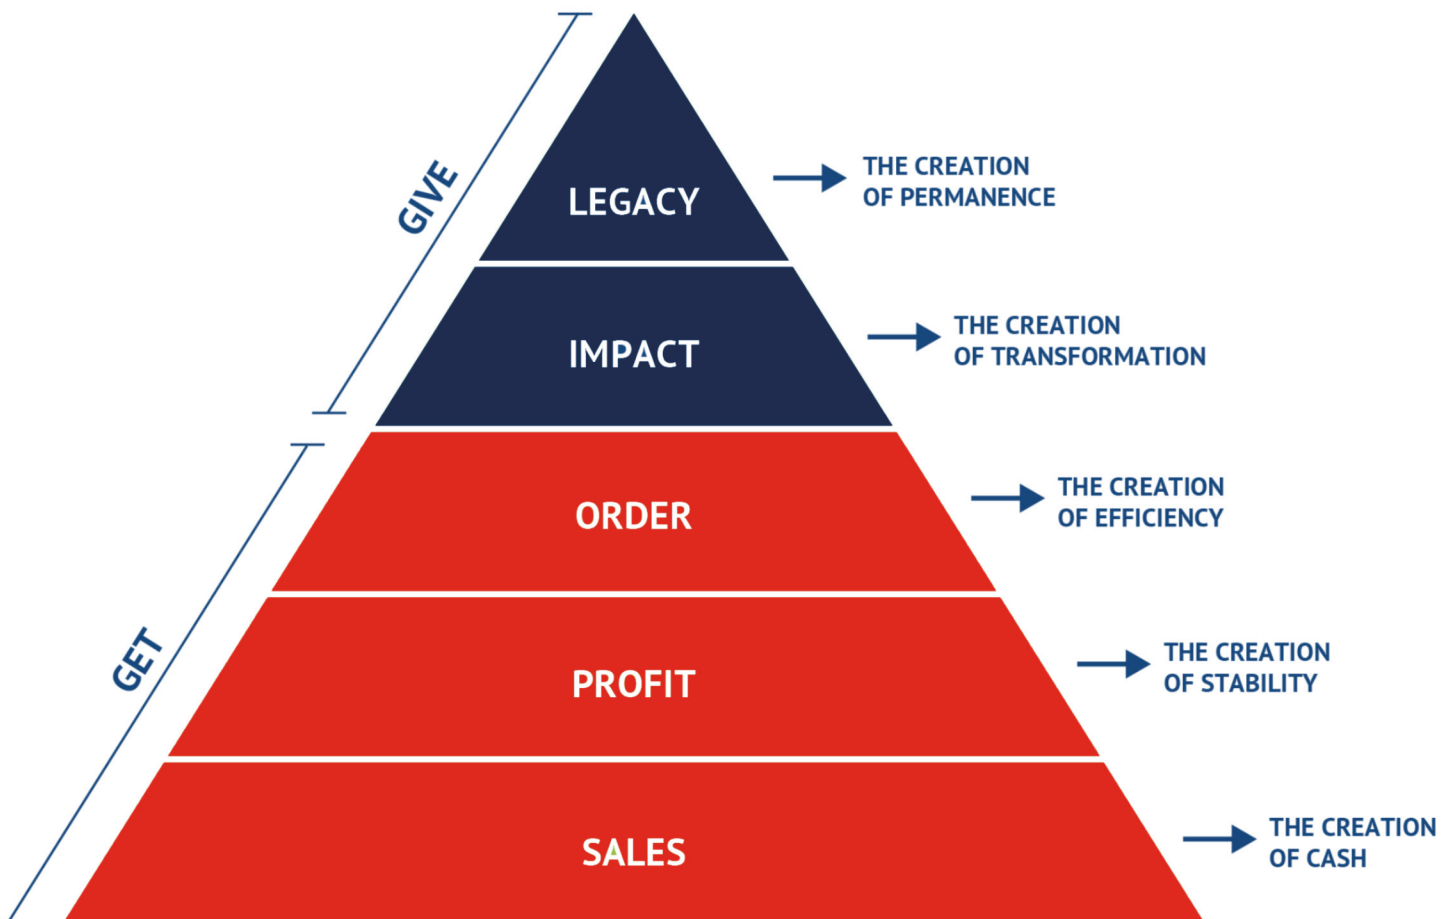 GIVE
LEGACY
THE CREATION
OF PERMANENCE
IMPACT
THE CREATION
OF TRANSFORMATION
GET
ORDER
THE CREATION
OF EFFICIENCY
PROFIT
THE CREATION
OF STABILITY
SALES
THE CREATION
OF CASH